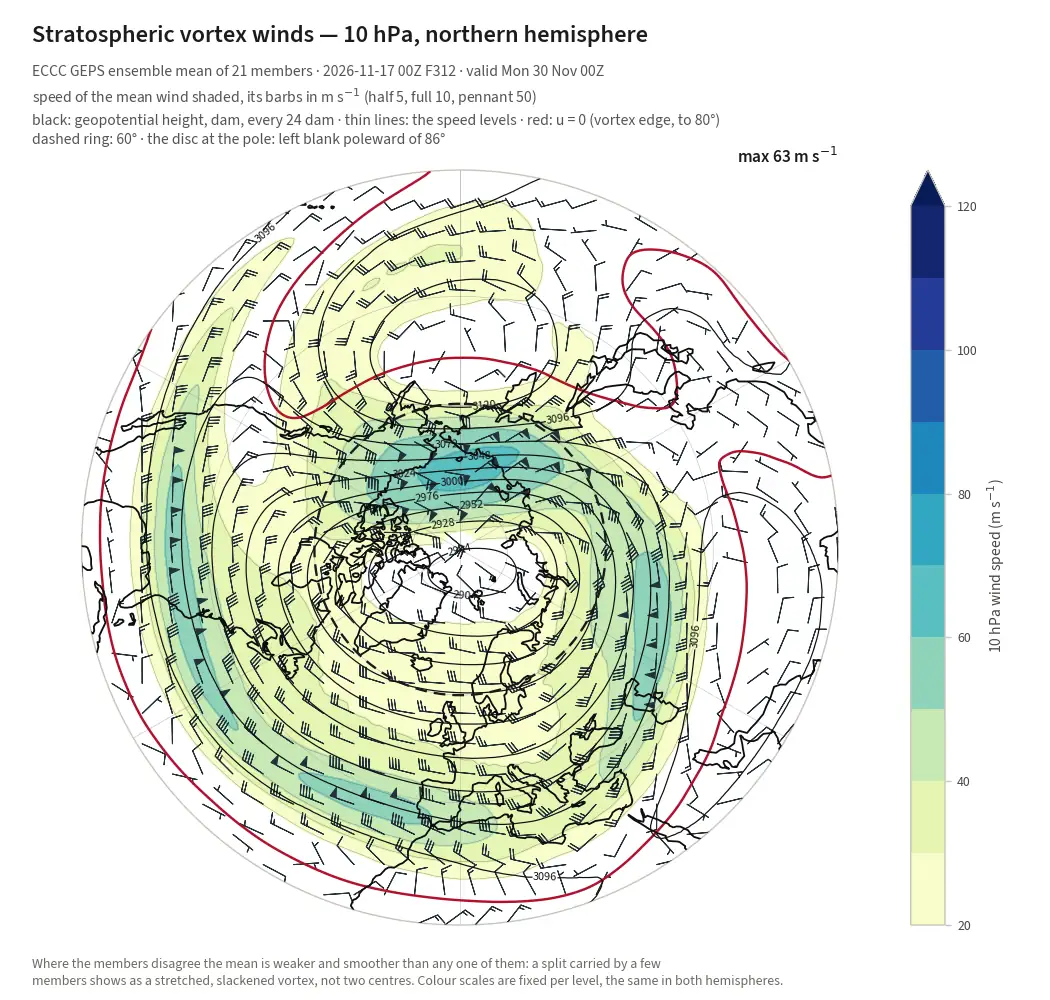 Stratospheric vortex winds — 10 hPa, northern hemisphere
ECCC GEPS ensemble mean of 21 members · 2026-11-17 00Z F312 · valid Mon 30 Nov 00Z
speed of the mean wind shaded, its barbs in m s⁻¹ (half 5, full 10, pennant 50)
black: geopotential height, dam, every 24 dam · thin lines: the speed levels · red: u = 0 (vortex edge, to 80°)
dashed ring: 60° · the disc at the pole: left blank poleward of 86°
max 63 m s⁻¹
120
100
80
60
40
20
10 hPa wind speed (m s⁻¹)
3096
3120
3096
3072
3048
3024
3000
2976
2952
2928
3096
3096
Where the members disagree the mean is weaker and smoother than any one of them: a split carried by a few
members shows as a stretched, slackened vortex, not two centres. Colour scales are fixed per level, the same in both hemispheres.